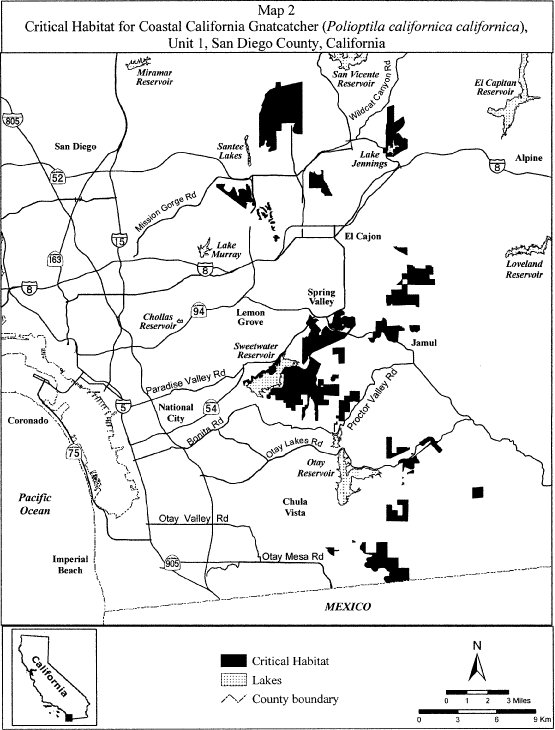 Map 2
Critical Habitat for Coastal California Gnatcatcher (Polioptila californica californica),
Unit 1, San Diego County, California
Miramar
Reservoir
San Vicente
Reservoir
Wildcat Canyon Rd
El Capitan
Reservoir
805
San Diego
Santee
Lakes
Lake
Jennings
8
Alpine
52
Mission Gorge Rd
15
163
Lake
Murray
El Cajon
8
Loveland
Reservoir
8
Spring
Valley
94
Chollas
Reservoir
Lemon
Grove
Sweetwater
Reservoir
Jamul
Paradise Valley Rd
Proctor Valley Rd
5
National
City
54
Coronado
Bonita Rd
Otay Lakes Rd
75
Otay
Reservoir
Pacific
Ocean
Chula
Vista
Otay Valley Rd
Imperial
Beach
905
Otay Mesa Rd
MEXICO
California
Critical Habitat
Lakes
County boundary
N
0 1 2 3 Miles
0 3 6 9 Km